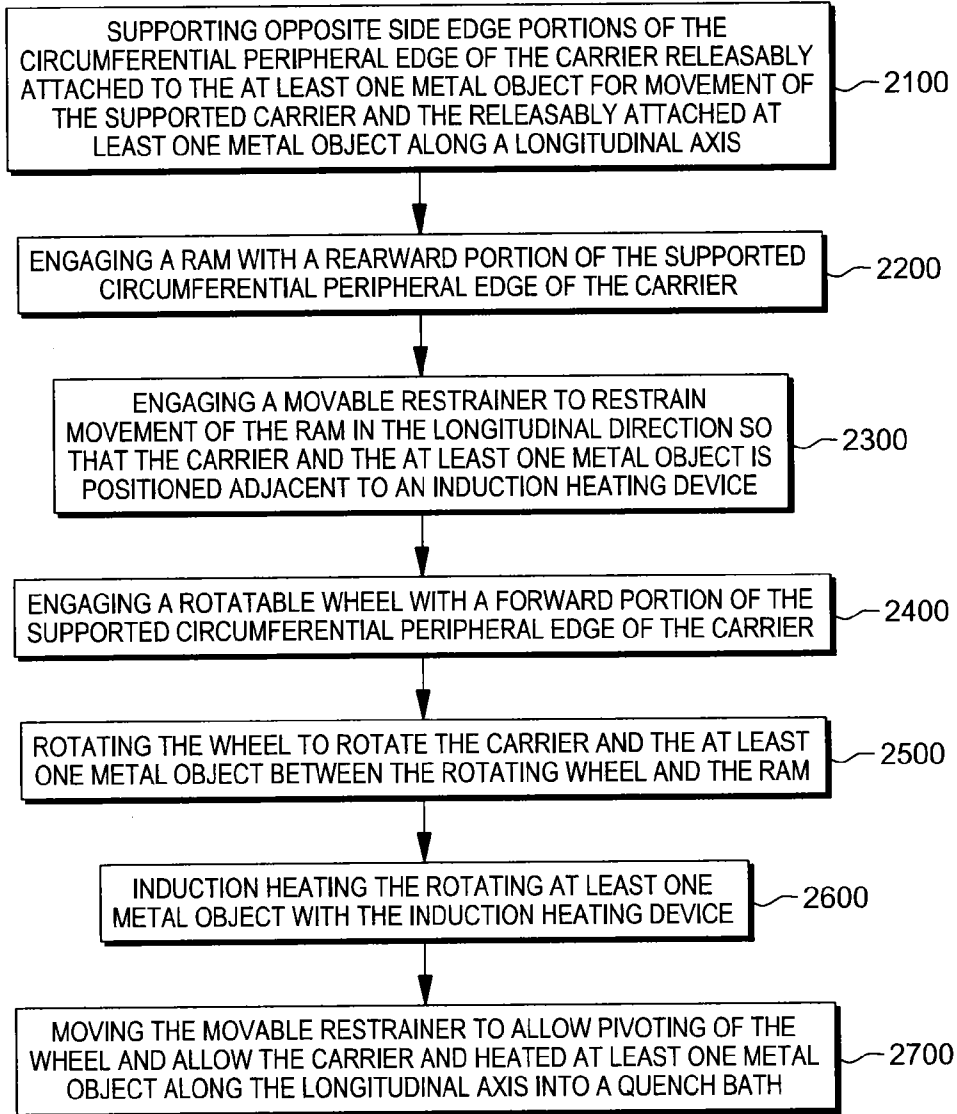 SUPPORTING OPPOSITE SIDE EDGE PORTIONS OF THE
CIRCUMFERENTIAL PERIPHERAL EDGE OF THE CARRIER RELEASABLY
ATTACHED TO THE AT LEAST ONE METAL OBJECT FOR MOVEMENT OF
THE SUPPORTED CARRIER AND THE RELEASABLY ATTACHED AT
LEAST ONE METAL OBJECT ALONG A LONGITUDINAL AXIS
2100
ENGAGING A RAM WITH A REARWARD PORTION OF THE SUPPORTED
CIRCUMFERENTIAL PERIPHERAL EDGE OF THE CARRIER
2200
ENGAGING A MOVABLE RESTRAINER TO RESTRAIN
MOVEMENT OF THE RAM IN THE LONGITUDINAL DIRECTION SO
THAT THE CARRIER AND THE AT LEAST ONE METAL OBJECT IS
POSITIONED ADJACENT TO AN INDUCTION HEATING DEVICE
2300
ENGAGING A ROTATABLE WHEEL WITH A FORWARD PORTION OF THE
SUPPORTED CIRCUMFERENTIAL PERIPHERAL EDGE OF THE CARRIER
2400
ROTATING THE WHEEL TO ROTATE THE CARRIER AND THE AT LEAST
ONE METAL OBJECT BETWEEN THE ROTATING WHEEL AND THE RAM
2500
INDUCTION HEATING THE ROTATING AT LEAST ONE
METAL OBJECT WITH THE INDUCTION HEATING DEVICE
2600
MOVING THE MOVABLE RESTRAINER TO ALLOW PIVOTING OF THE
WHEEL AND ALLOW THE CARRIER AND HEATED AT LEAST ONE METAL
OBJECT ALONG THE LONGITUDINAL AXIS INTO A QUENCH BATH
2700